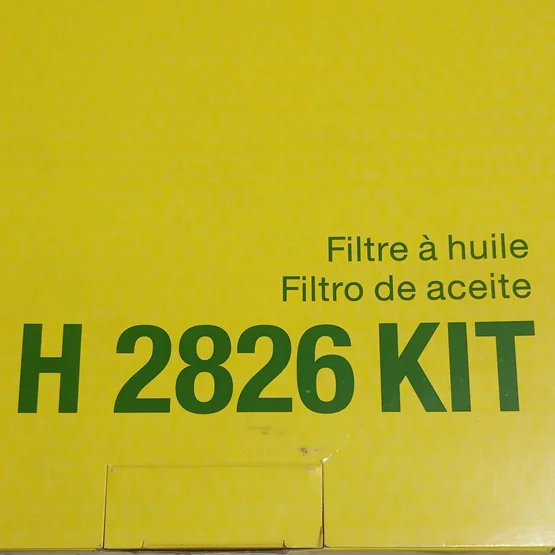 Filtre à huile
Filtro de aceite
H 2826 KIT